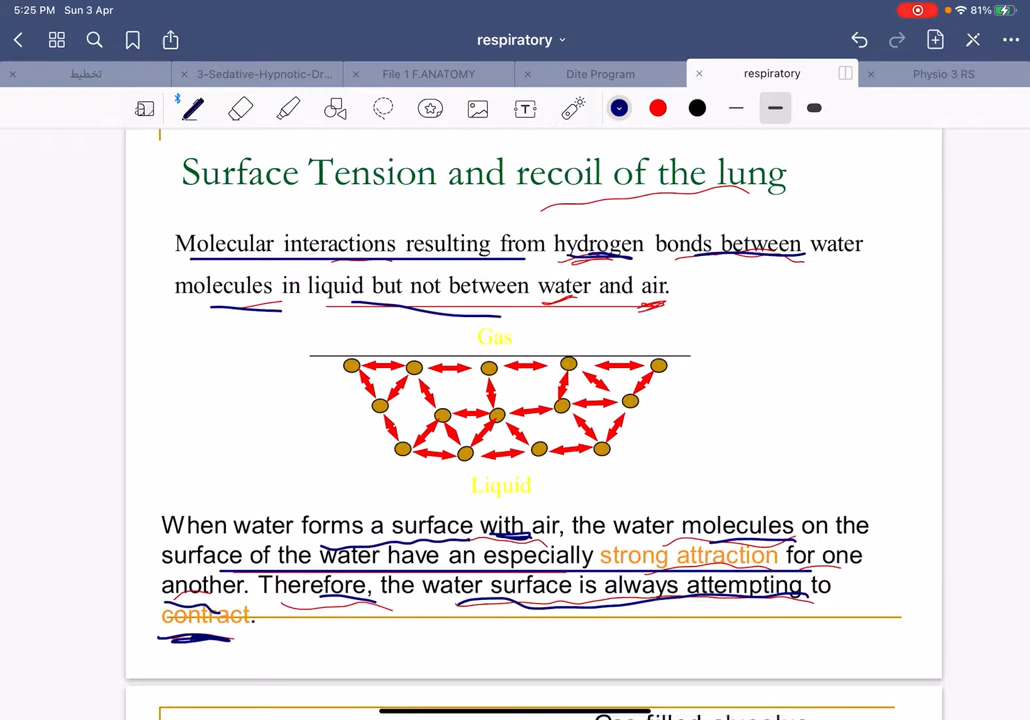 5:25 PM Sun 3 Apr
81%
respiratory
تخطيط
3-Sedative-Hypnotic-Dr...
File 1 F.ANATOMY
Dite Program
respiratory
Physio 3 RS
Surface Tension and recoil of the lung
Molecular interactions resulting from hydrogen bonds between water
molecules in liquid but not between water and air.
Gas
Liquid
When water forms a surface with air, the water molecules on the
surface of the water have an especially strong attraction for one
another. Therefore, the water surface is always attempting to
contract.
Gas-filled alveolus